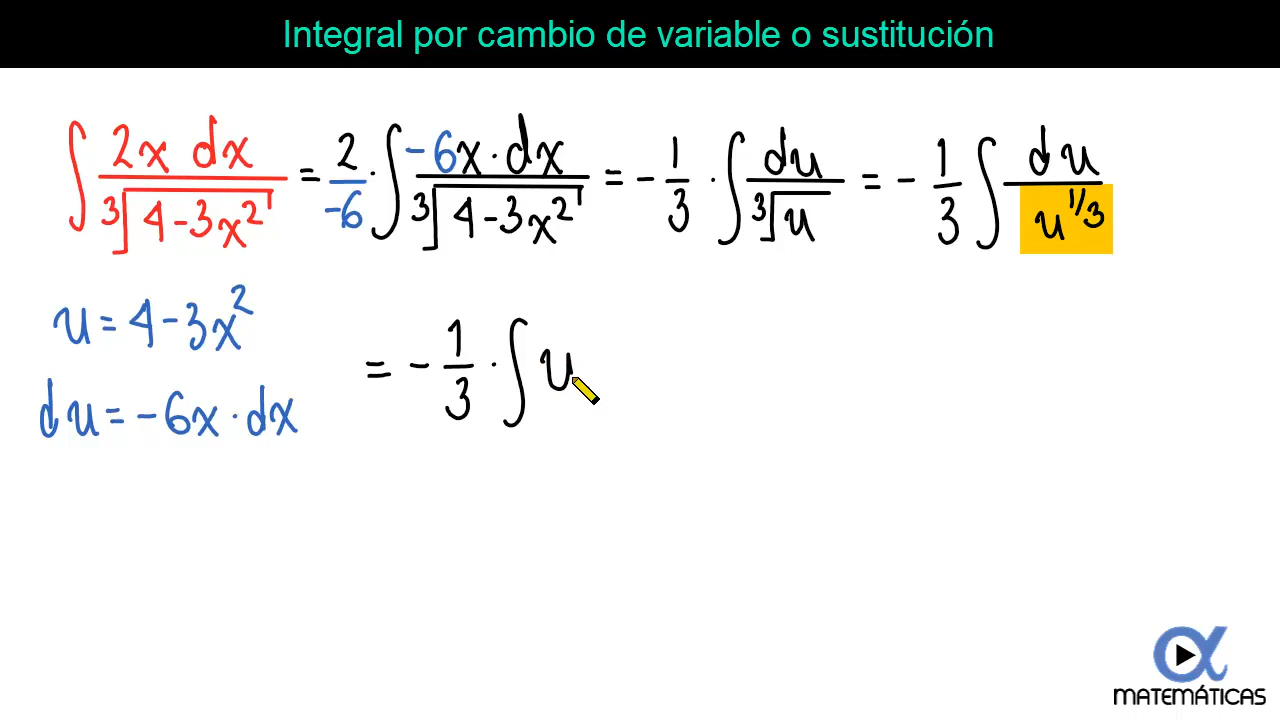 Integral por cambio de variable o sustitución
∫ 2x dx / ∛(4-3x²) = 2/-6 · ∫ -6x·dx / ∛(4-3x²) = -1/3 · ∫ du / ∛u = -1/3 ∫ du / u^1/3
u = 4-3x²
= -1/3 · ∫ u
du = -6x·dx
MATEMÁTICAS